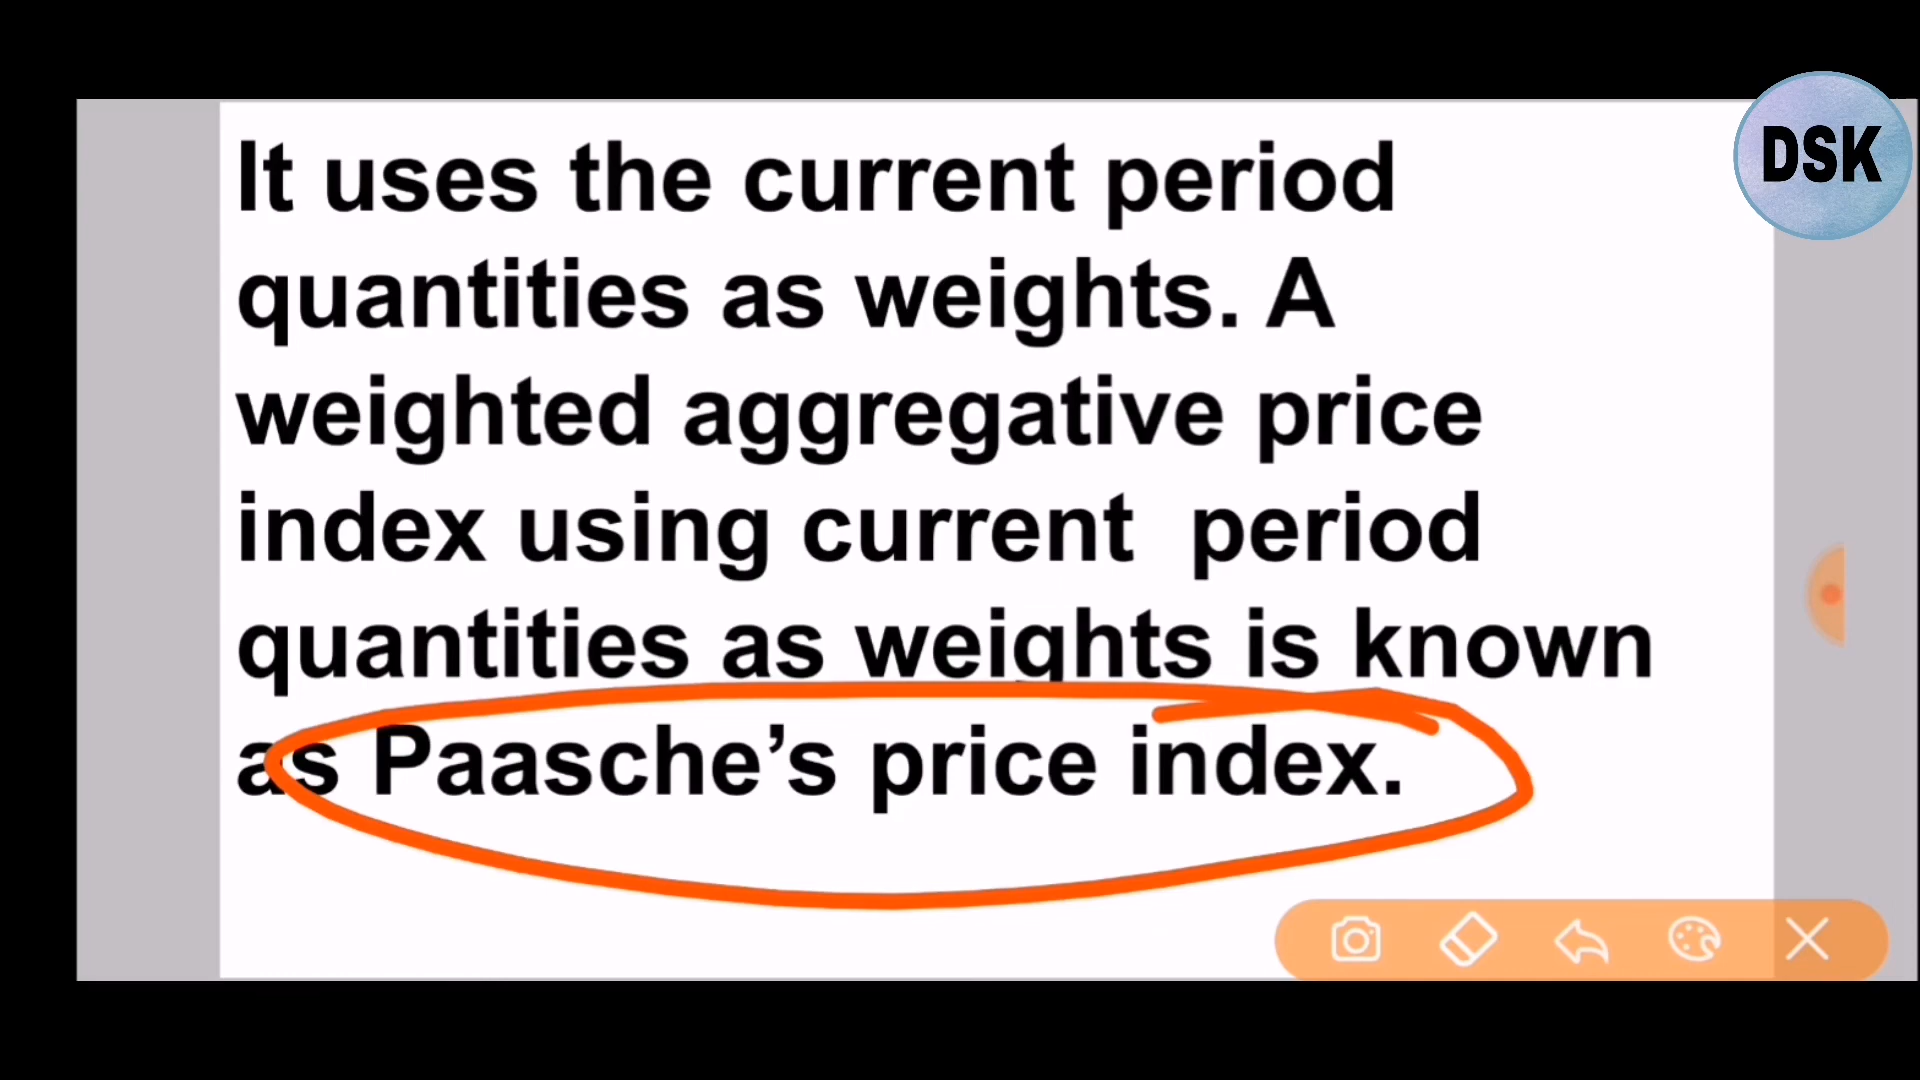 DSK
It uses the current period
quantities as weights. A
weighted aggregative price
index using current  period
quantities as weights is known
as Paasche’s price index.